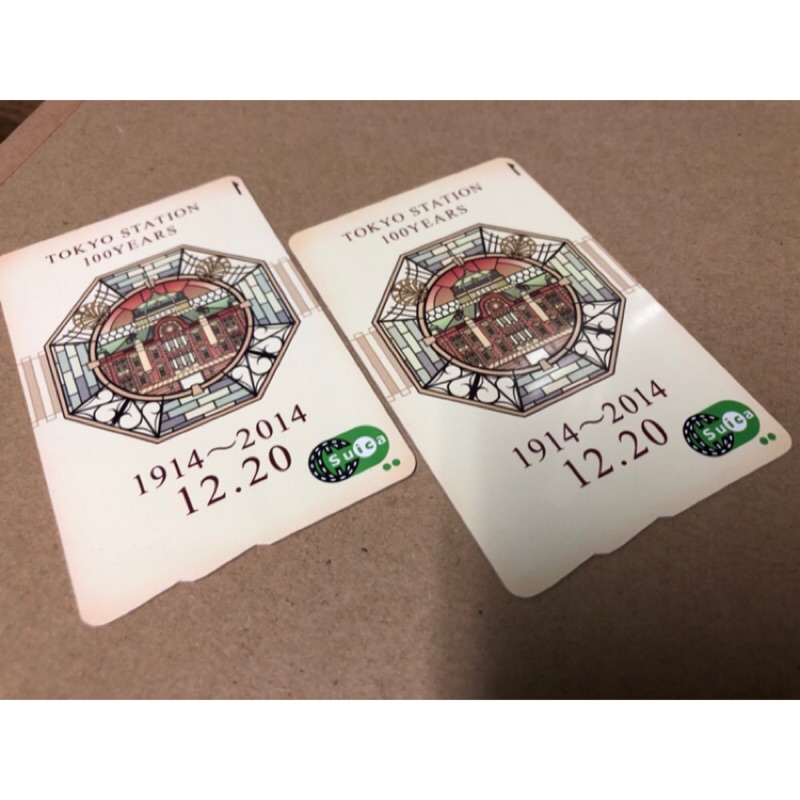 TOKYO STATION
100YEARS
1914～2014
12.20
Suica
TOKYO STATION
100YEARS
1914～2014
12.20
Suica